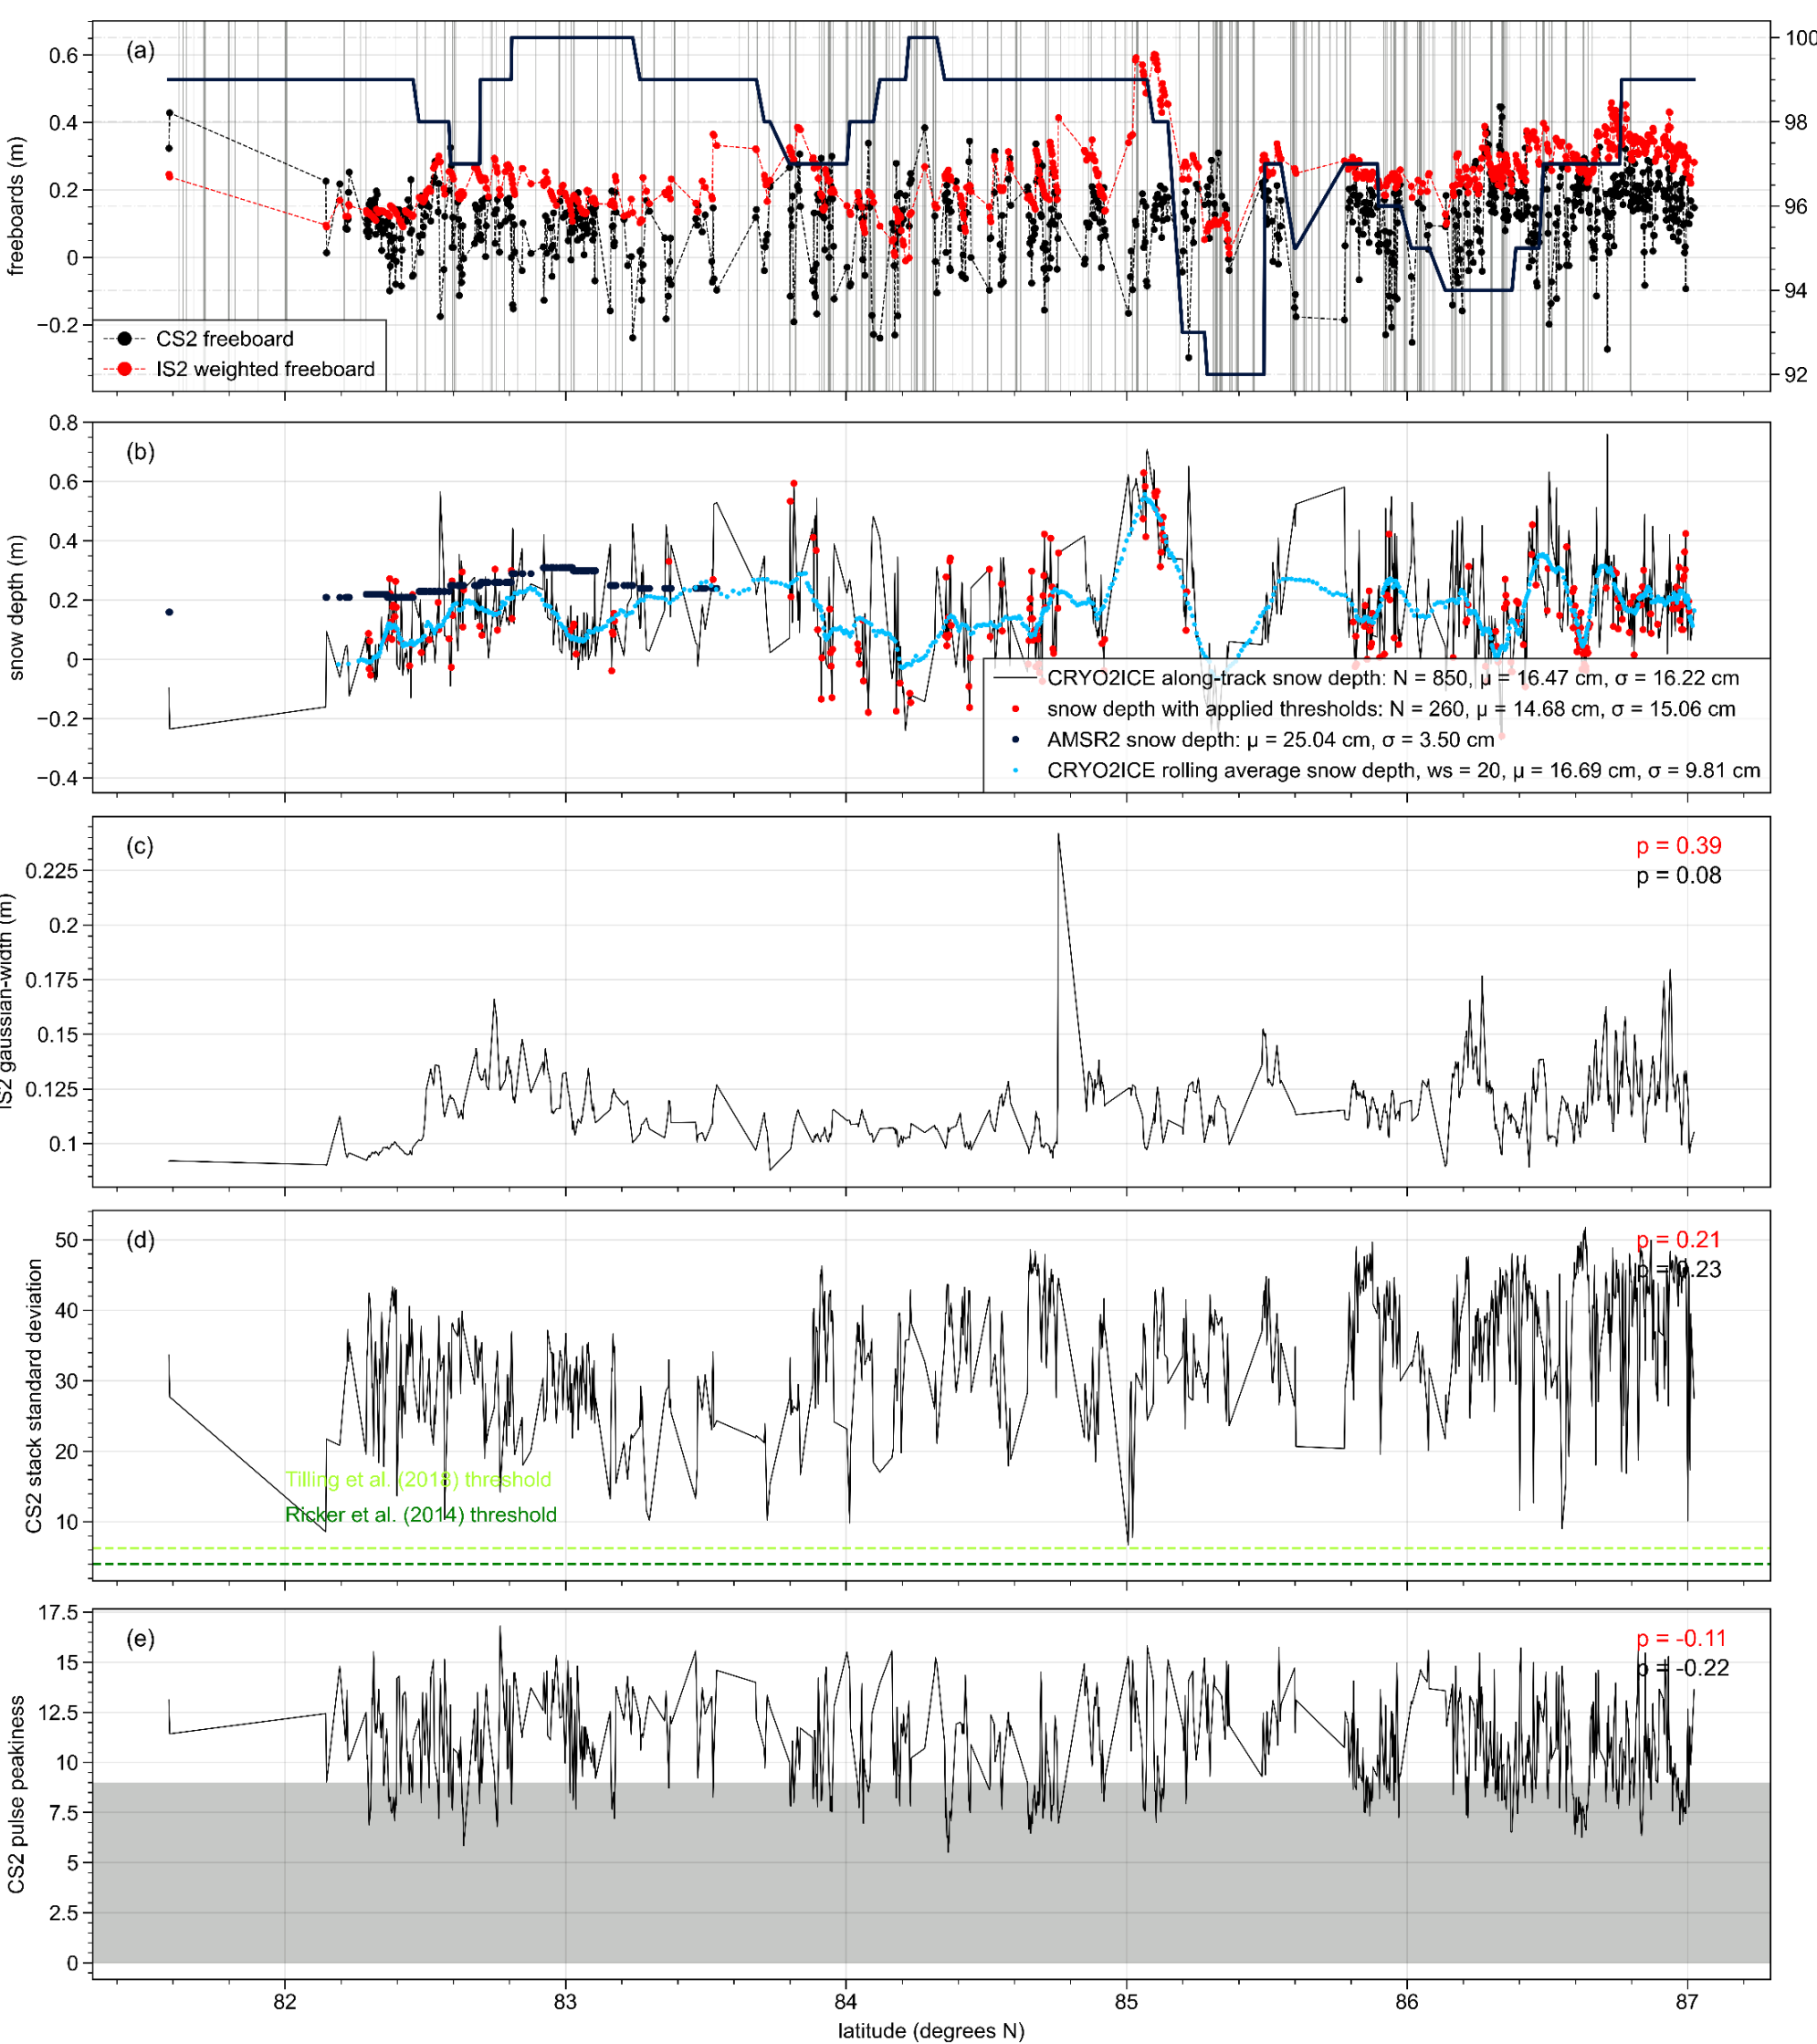 (a)
0.6
0.4
0.2
0
−0.2
freeboards (m)
100
98
96
94
92
CS2 freeboard
IS2 weighted freeboard
(b)
0.8
0.6
0.4
0.2
0
−0.2
−0.4
snow depth (m)
CRYO2ICE along-track snow depth: N = 850, μ = 16.47 cm, σ = 16.22 cm
snow depth with applied thresholds: N = 260, μ = 14.68 cm, σ = 15.06 cm
AMSR2 snow depth: μ = 25.04 cm, σ = 3.50 cm
CRYO2ICE rolling average snow depth, ws = 20, μ = 16.69 cm, σ = 9.81 cm
(c)
p = 0.39
p = 0.08
0.225
0.2
0.175
0.15
0.125
0.1
IS2 gaussian-width (m)
(d)
p = 0.21
p = 0.23
50
40
30
20
10
CS2 stack standard deviation
Tilling et al. (2018) threshold
Ricker et al. (2014) threshold
(e)
p = -0.11
p = -0.22
17.5
15
12.5
10
7.5
5
2.5
0
CS2 pulse peakiness
82
83
84
85
86
87
latitude (degrees N)